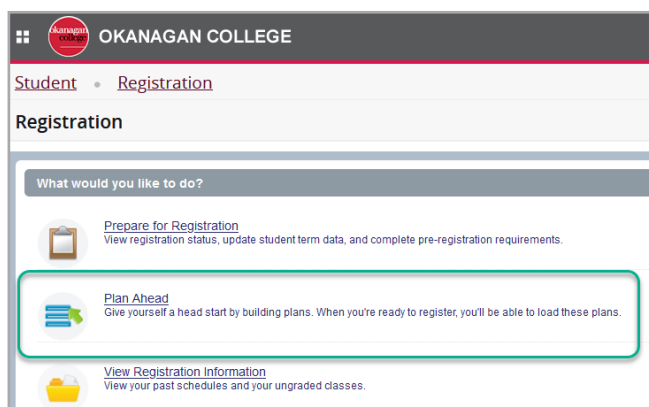 okanagan
college
OKANAGAN COLLEGE
Student • Registration
Registration
What would you like to do?
Prepare for Registration
View registration status, update student term data, and complete pre-registration requirements.
Plan Ahead
Give yourself a head start by building plans. When you're ready to register, you'll be able to load these plans.
View Registration Information
View your past schedules and your ungraded classes.